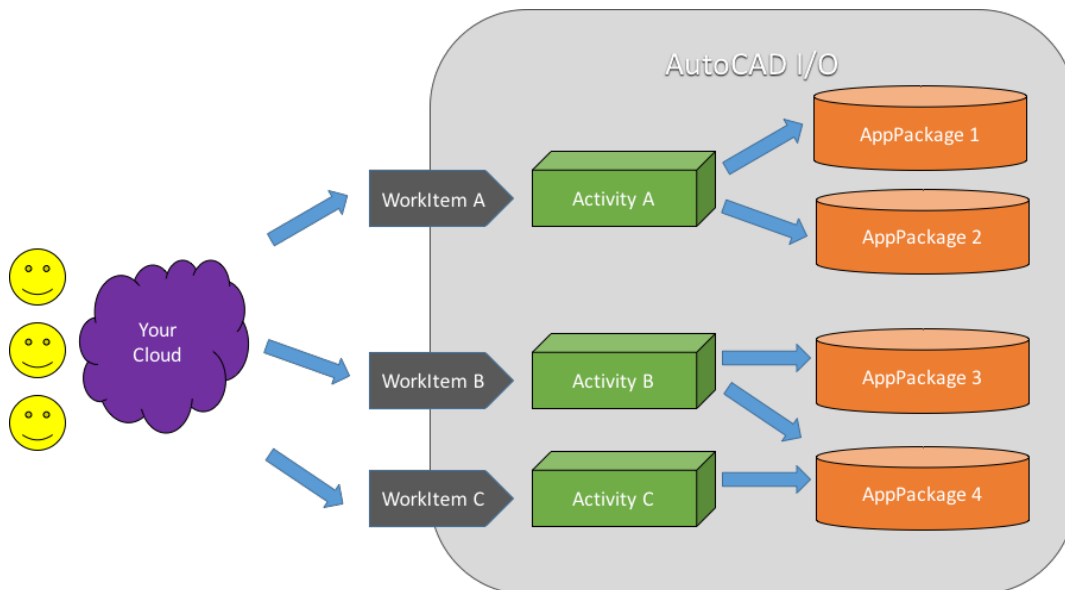 AutoCAD I/O
AppPackage 1
WorkItem A
Activity A
AppPackage 2
Your
Cloud
WorkItem B
Activity B
AppPackage 3
WorkItem C
Activity C
AppPackage 4